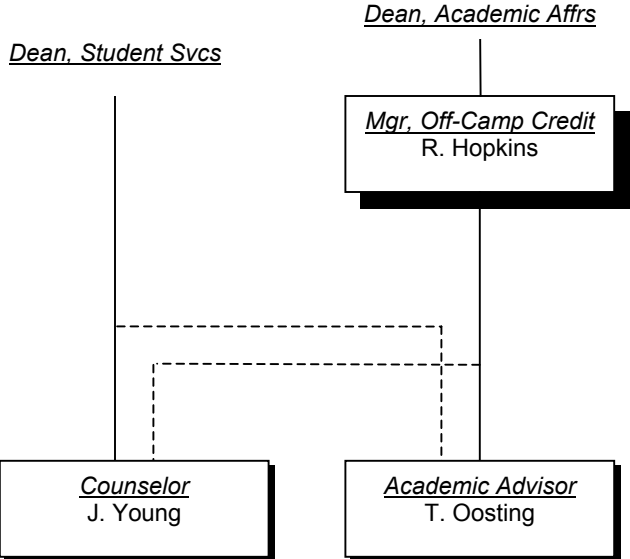 Dean, Academic Affrs
Dean, Student Svcs
Mgr, Off-Camp Credit
R. Hopkins
Counselor
J. Young
Academic Advisor
T. Oosting